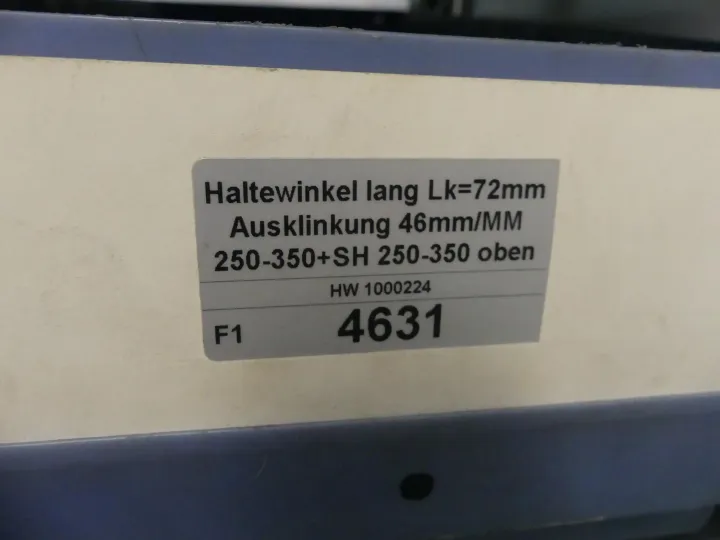 Haltewinkel lang Lk=72mm
Ausklinkung 46mm/MM
250-350+SH 250-350 oben
HW 1000224
F1 4631